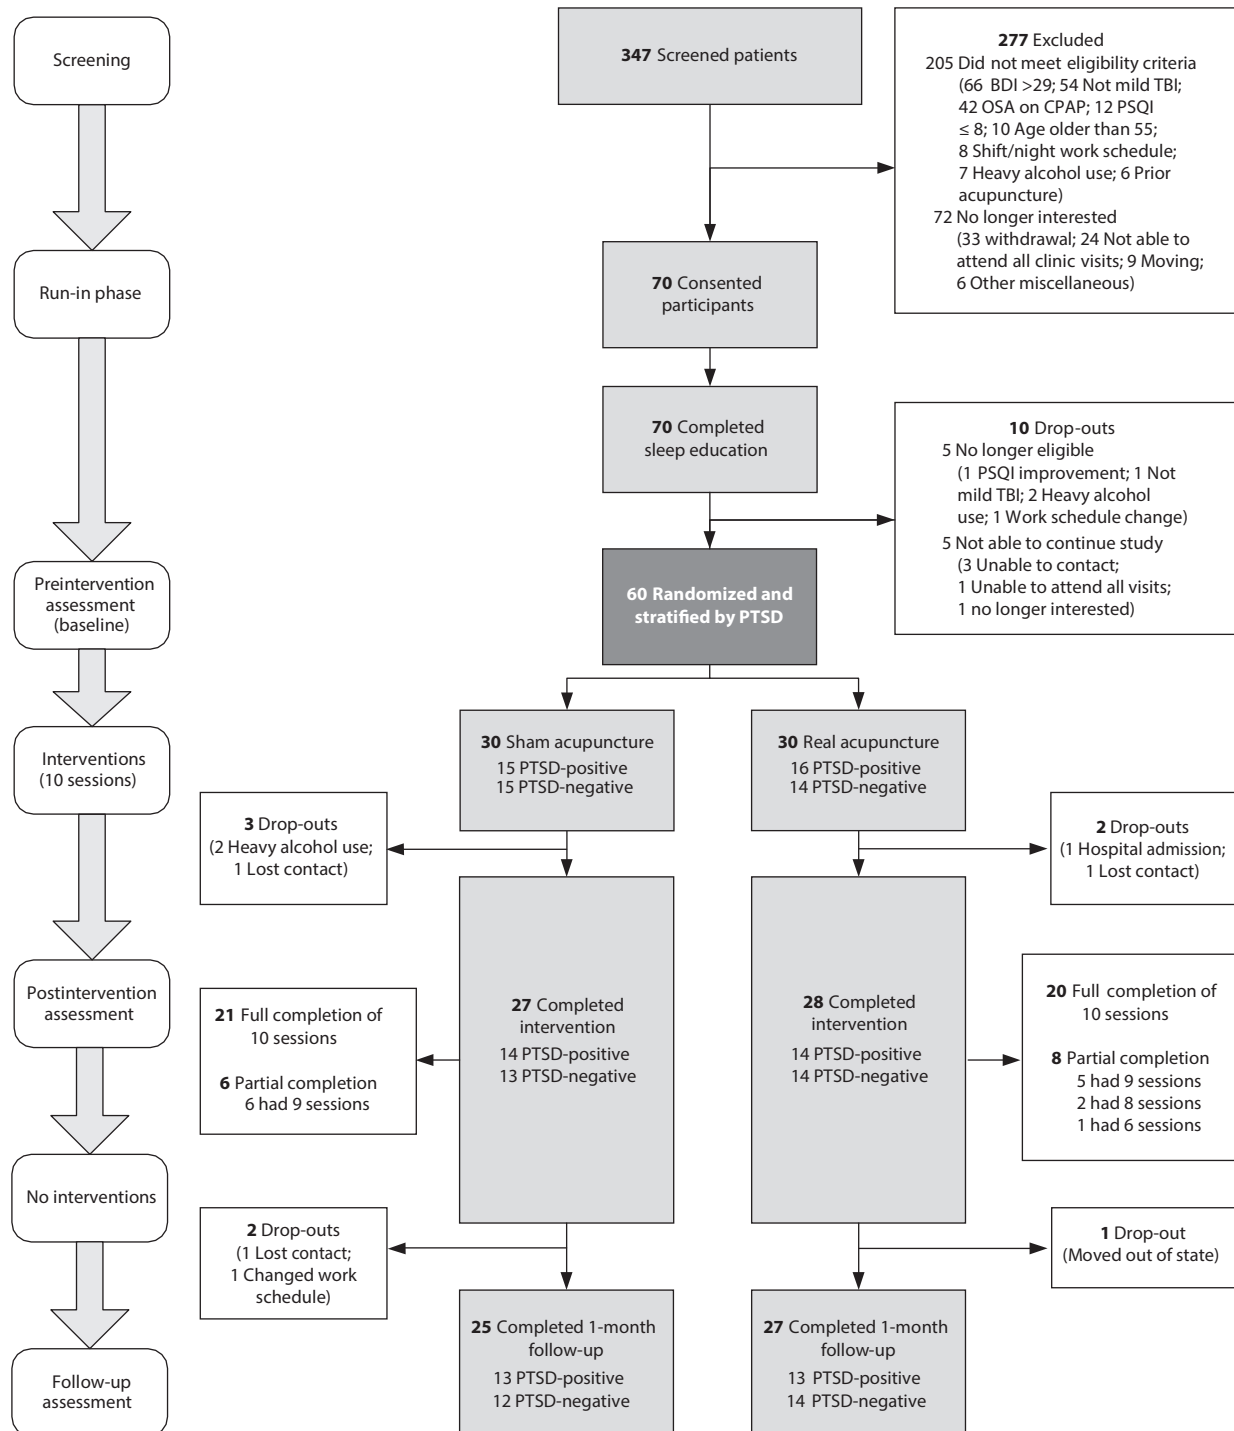 Screening
Run-in phase
Preintervention
assessment
(baseline)
Interventions
(10 sessions)
Postintervention
assessment
No interventions
Follow-up
assessment
347 Screened patients
277 Excluded
205 Did not meet eligibility criteria
(66 BDI >29; 54 Not mild TBI;
42 OSA on CPAP; 12 PSQI
≤ 8; 10 Age older than 55;
8 Shift/night work schedule;
7 Heavy alcohol use; 6 Prior
acupuncture)
72 No longer interested
(33 withdrawal; 24 Not able to
attend all clinic visits; 9 Moving;
6 Other miscellaneous)
70 Consented
participants
70 Completed
sleep education
10 Drop-outs
5 No longer eligible
(1 PSQI improvement; 1 Not
mild TBI; 2 Heavy alcohol
use; 1 Work schedule change)
5 Not able to continue study
(3 Unable to contact;
1 Unable to attend all visits;
1 no longer interested)
60 Randomized and
stratified by PTSD
30 Sham acupuncture
15 PTSD-positive
15 PTSD-negative
30 Real acupuncture
16 PTSD-positive
14 PTSD-negative
3 Drop-outs
(2 Heavy alcohol use;
1 Lost contact)
2 Drop-outs
(1 Hospital admission;
1 Lost contact)
27 Completed
intervention
14 PTSD-positive
13 PTSD-negative
28 Completed
intervention
14 PTSD-positive
14 PTSD-negative
21 Full completion of
10 sessions
6 Partial completion
6 had 9 sessions
20 Full completion of
10 sessions
8 Partial completion
5 had 9 sessions
2 had 8 sessions
1 had 6 sessions
2 Drop-outs
(1 Lost contact;
1 Changed work
schedule)
1 Drop-out
(Moved out of state)
25 Completed 1-month
follow-up
13 PTSD-positive
12 PTSD-negative
27 Completed 1-month
follow-up
13 PTSD-positive
14 PTSD-negative